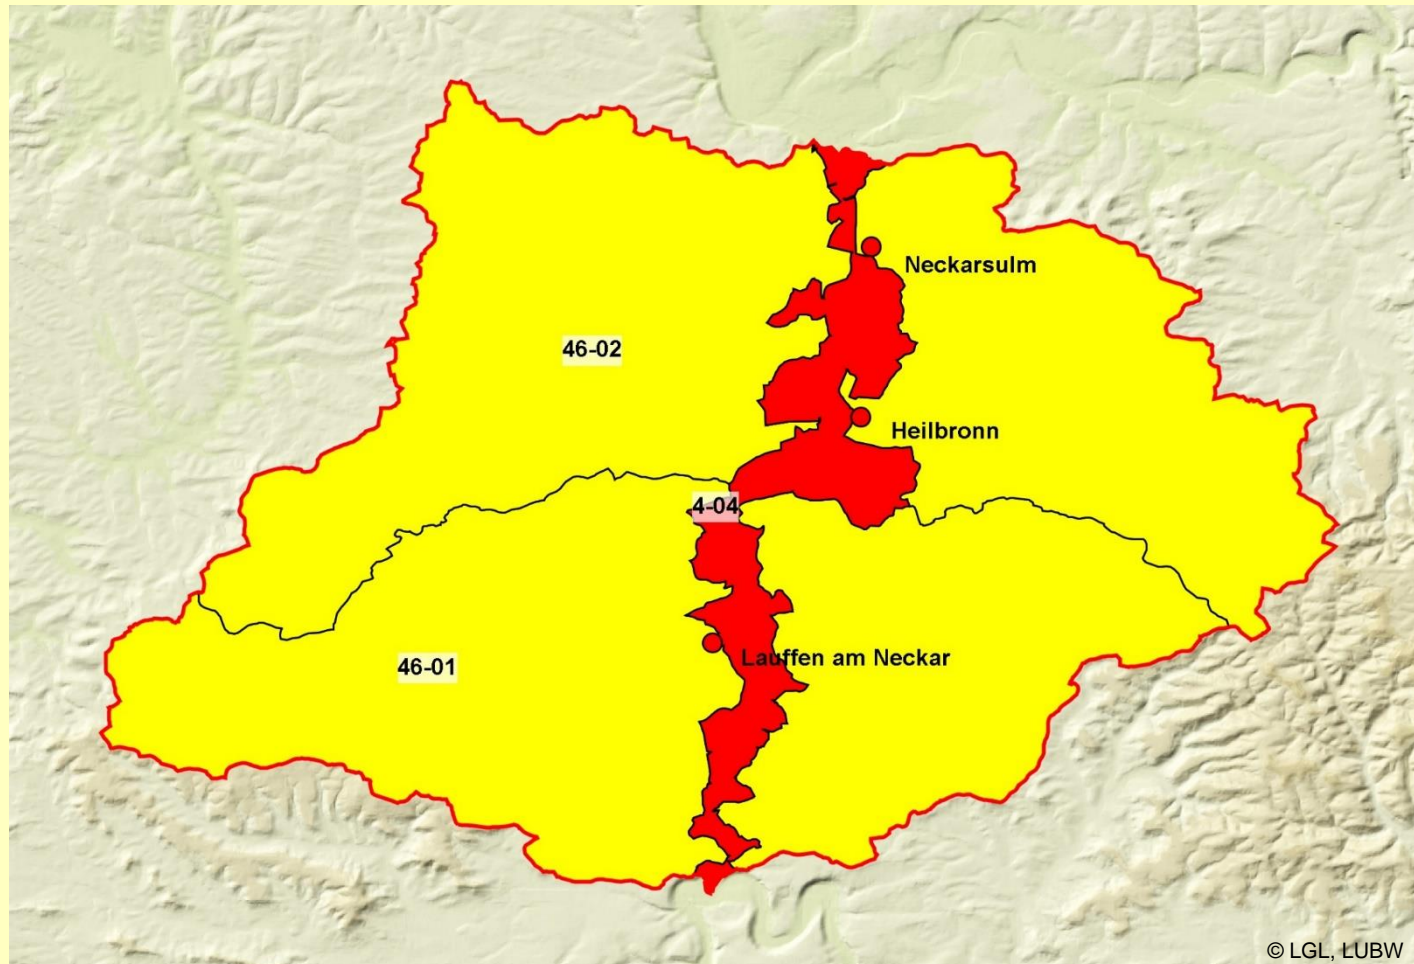 Neckarsulm
46-02
Heilbronn
4-04
Lauffen am Neckar
46-01
© LGL, LUBW